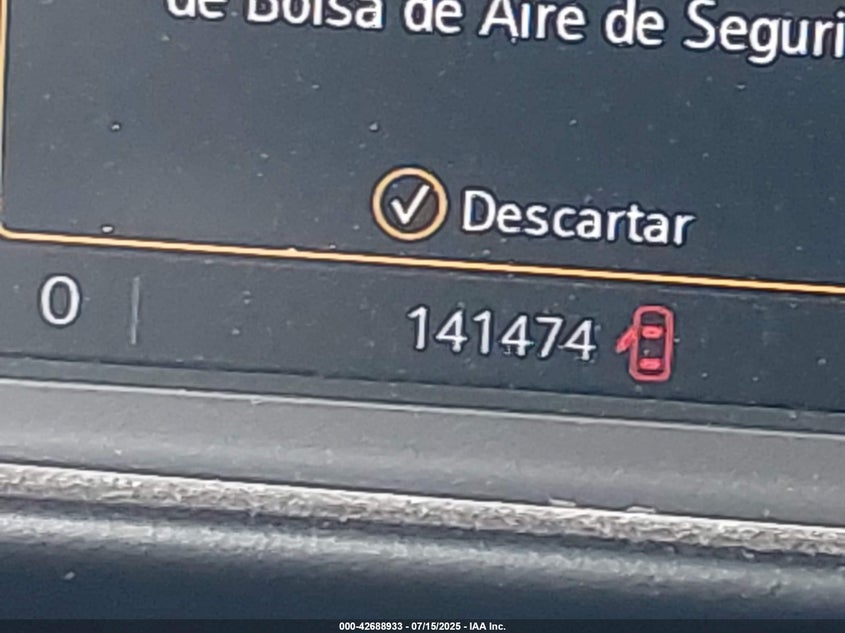 de Bolsa de Aire de Seguri
Descartar
0
141474
000-42688933 - 07/15/2025 - IAA Inc.